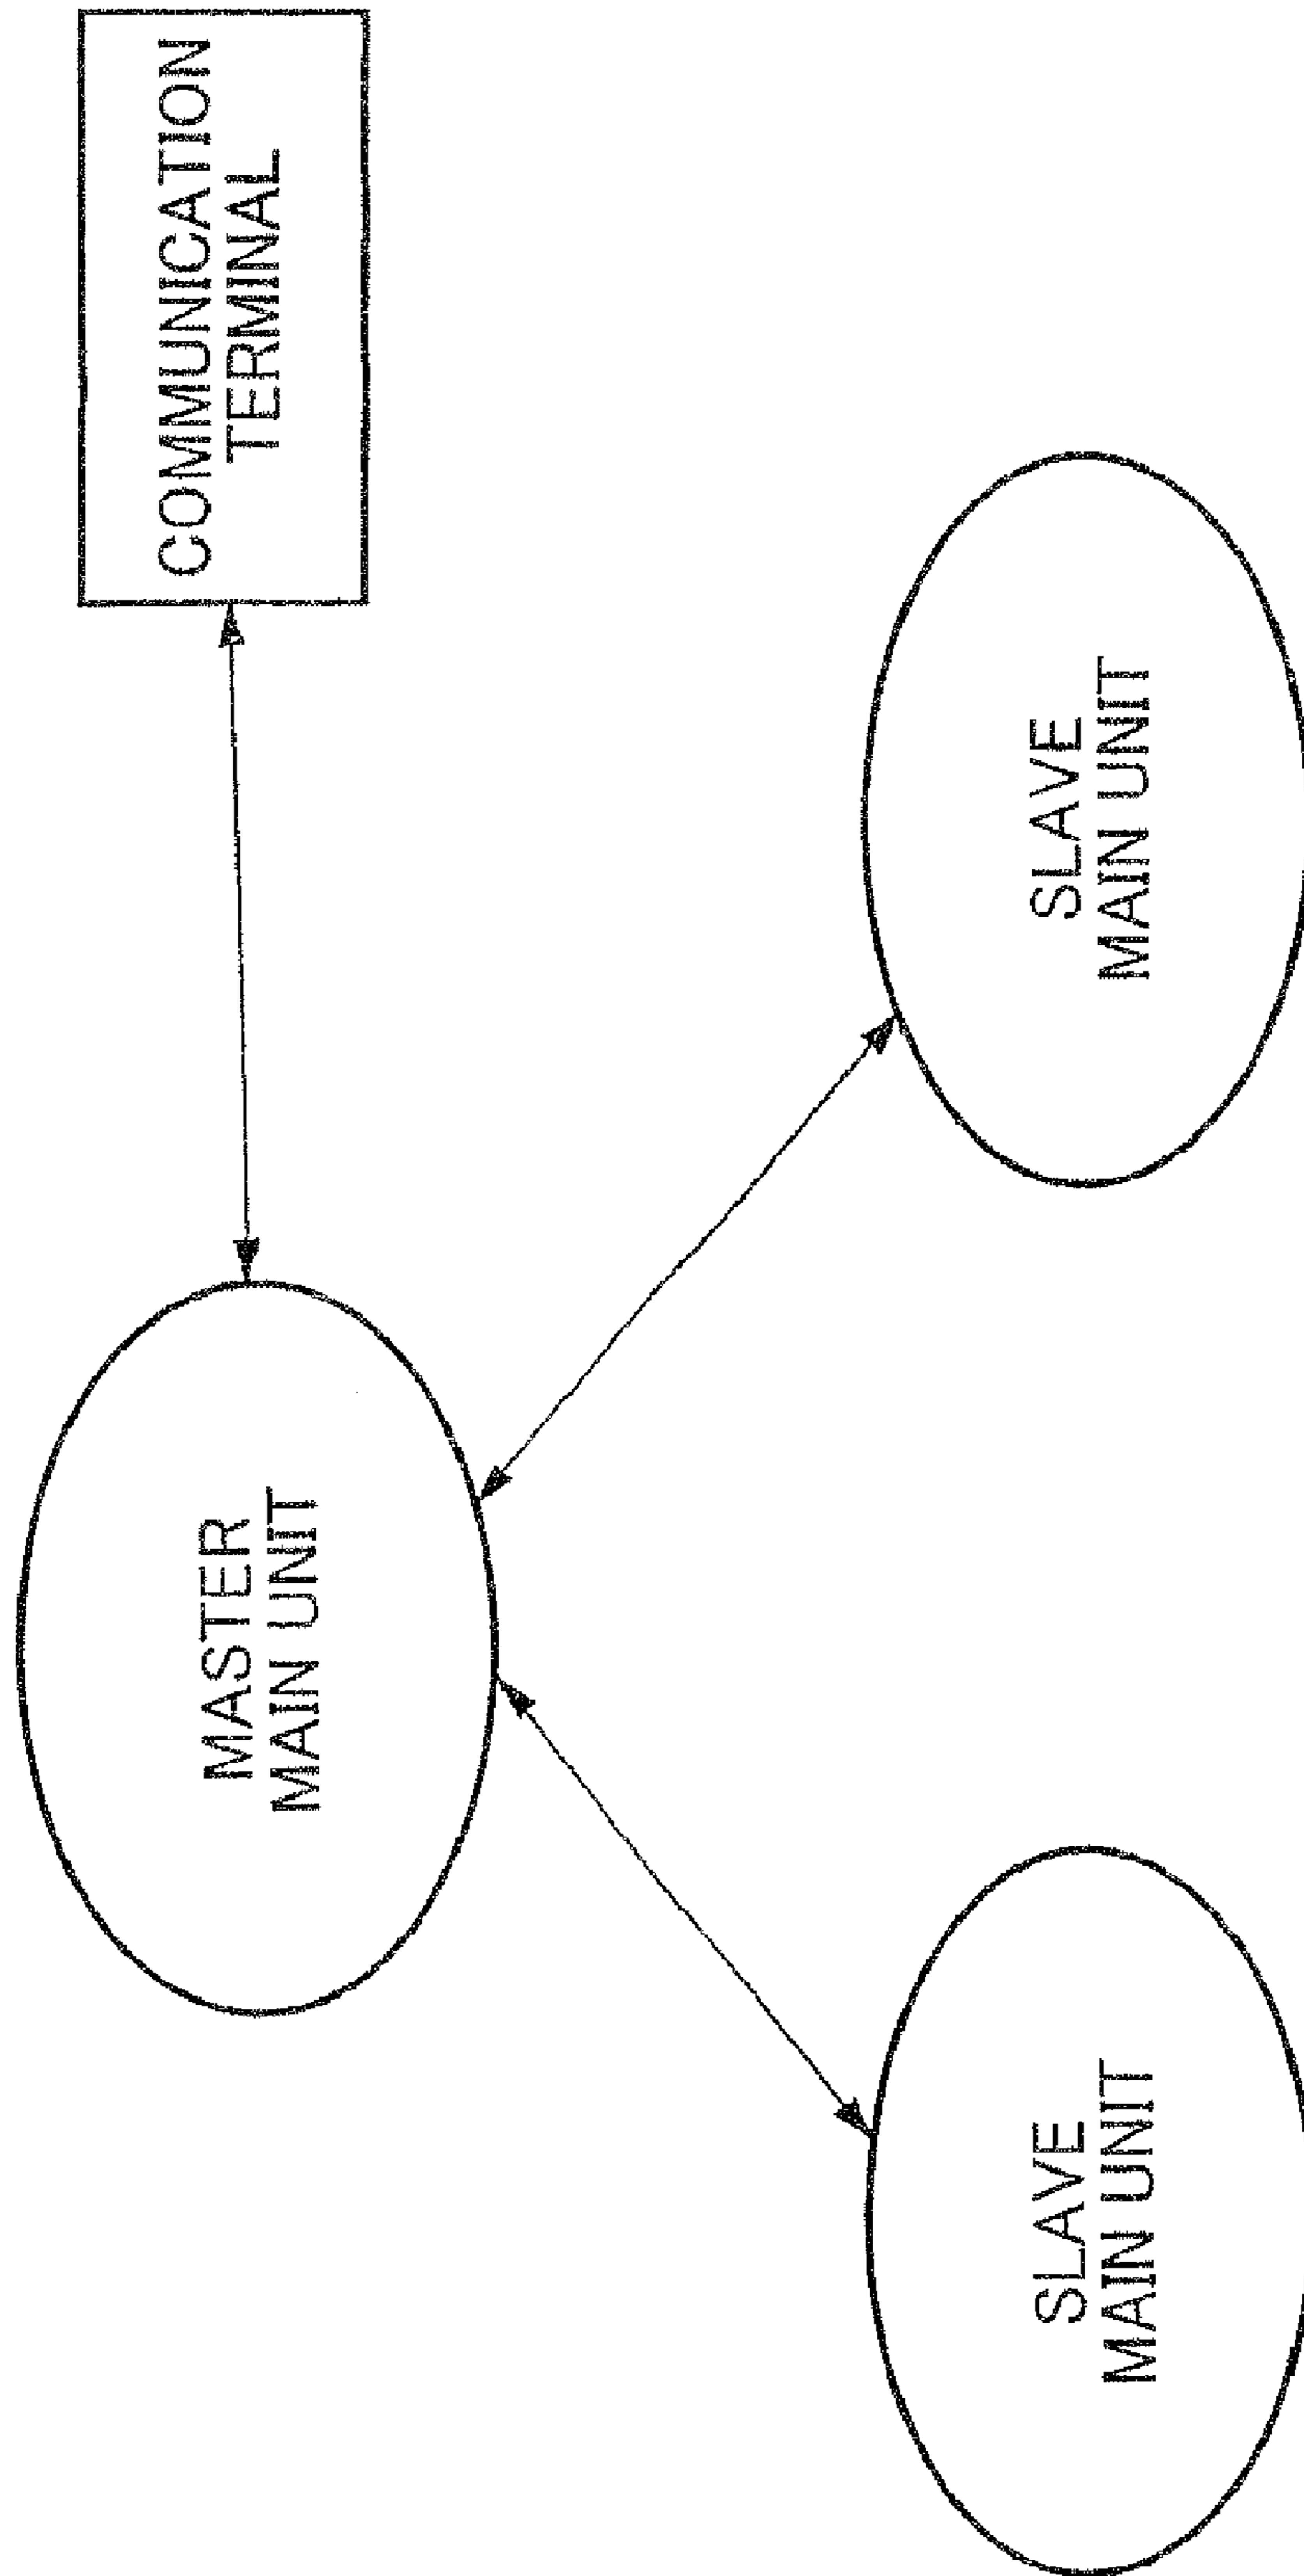 COMMUNICATION
TERMINAL
MASTER
MAIN UNIT
SLAVE
MAIN UNIT
SLAVE
MAIN UNIT